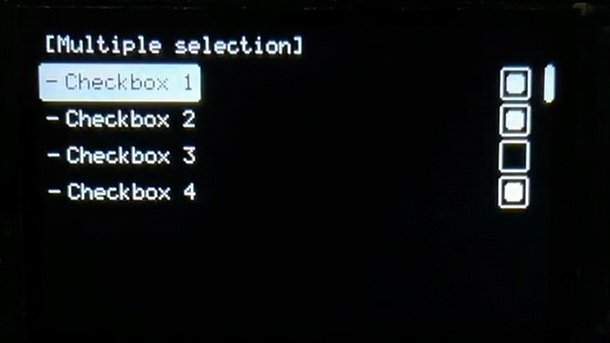 [Multiple selection]
- Checkbox 1
- Checkbox 2
- Checkbox 3
- Checkbox 4